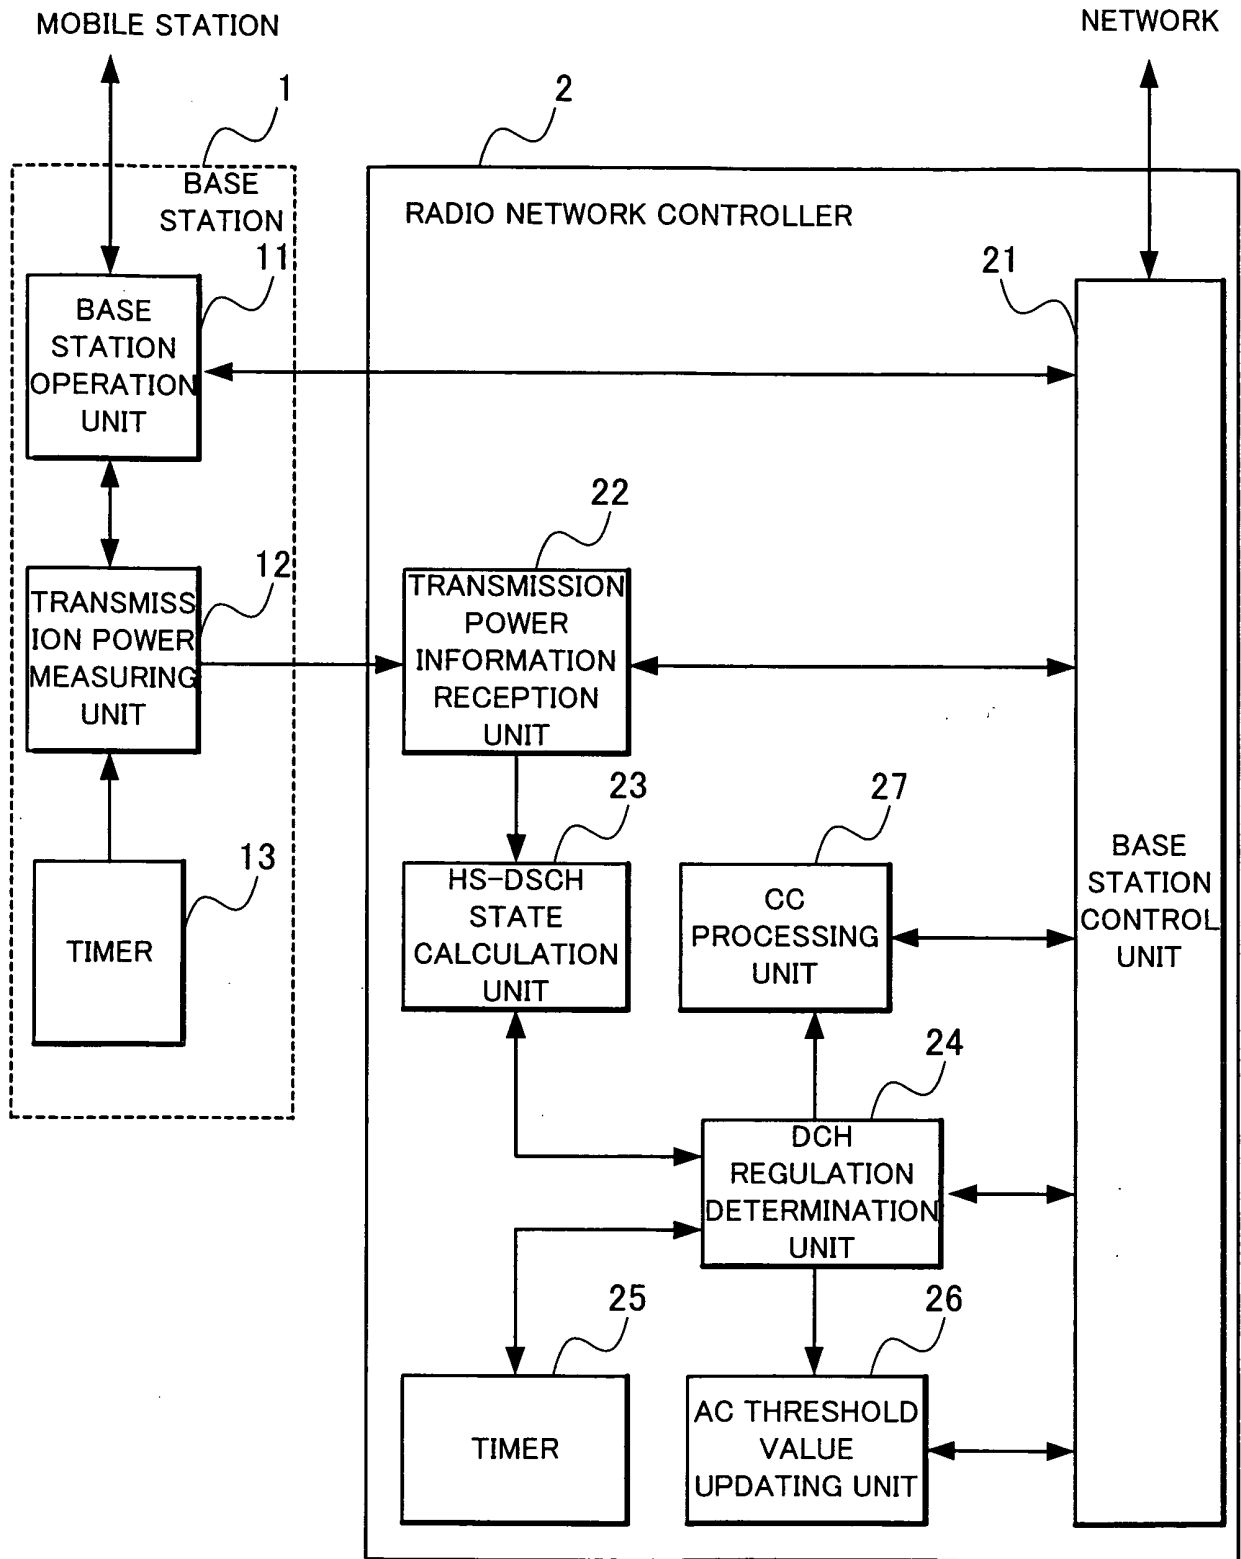 MOBILE STATION
NETWORK
1
2
BASE
STATION
RADIO NETWORK CONTROLLER
11
21
BASE
STATION
OPERATION
UNIT
22
12
TRANSMISS
ION POWER
MEASURING
UNIT
TRANSMISSION
POWER
INFORMATION
RECEPTION
UNIT
23
27
13
TIMER
HS-DSCH
STATE
CALCULATION
UNIT
CC
PROCESSING
UNIT
BASE
STATION
CONTROL
UNIT
24
DCH
REGULATION
DETERMINATION
UNIT
25
26
TIMER
AC THRESHOLD
VALUE
UPDATING UNIT